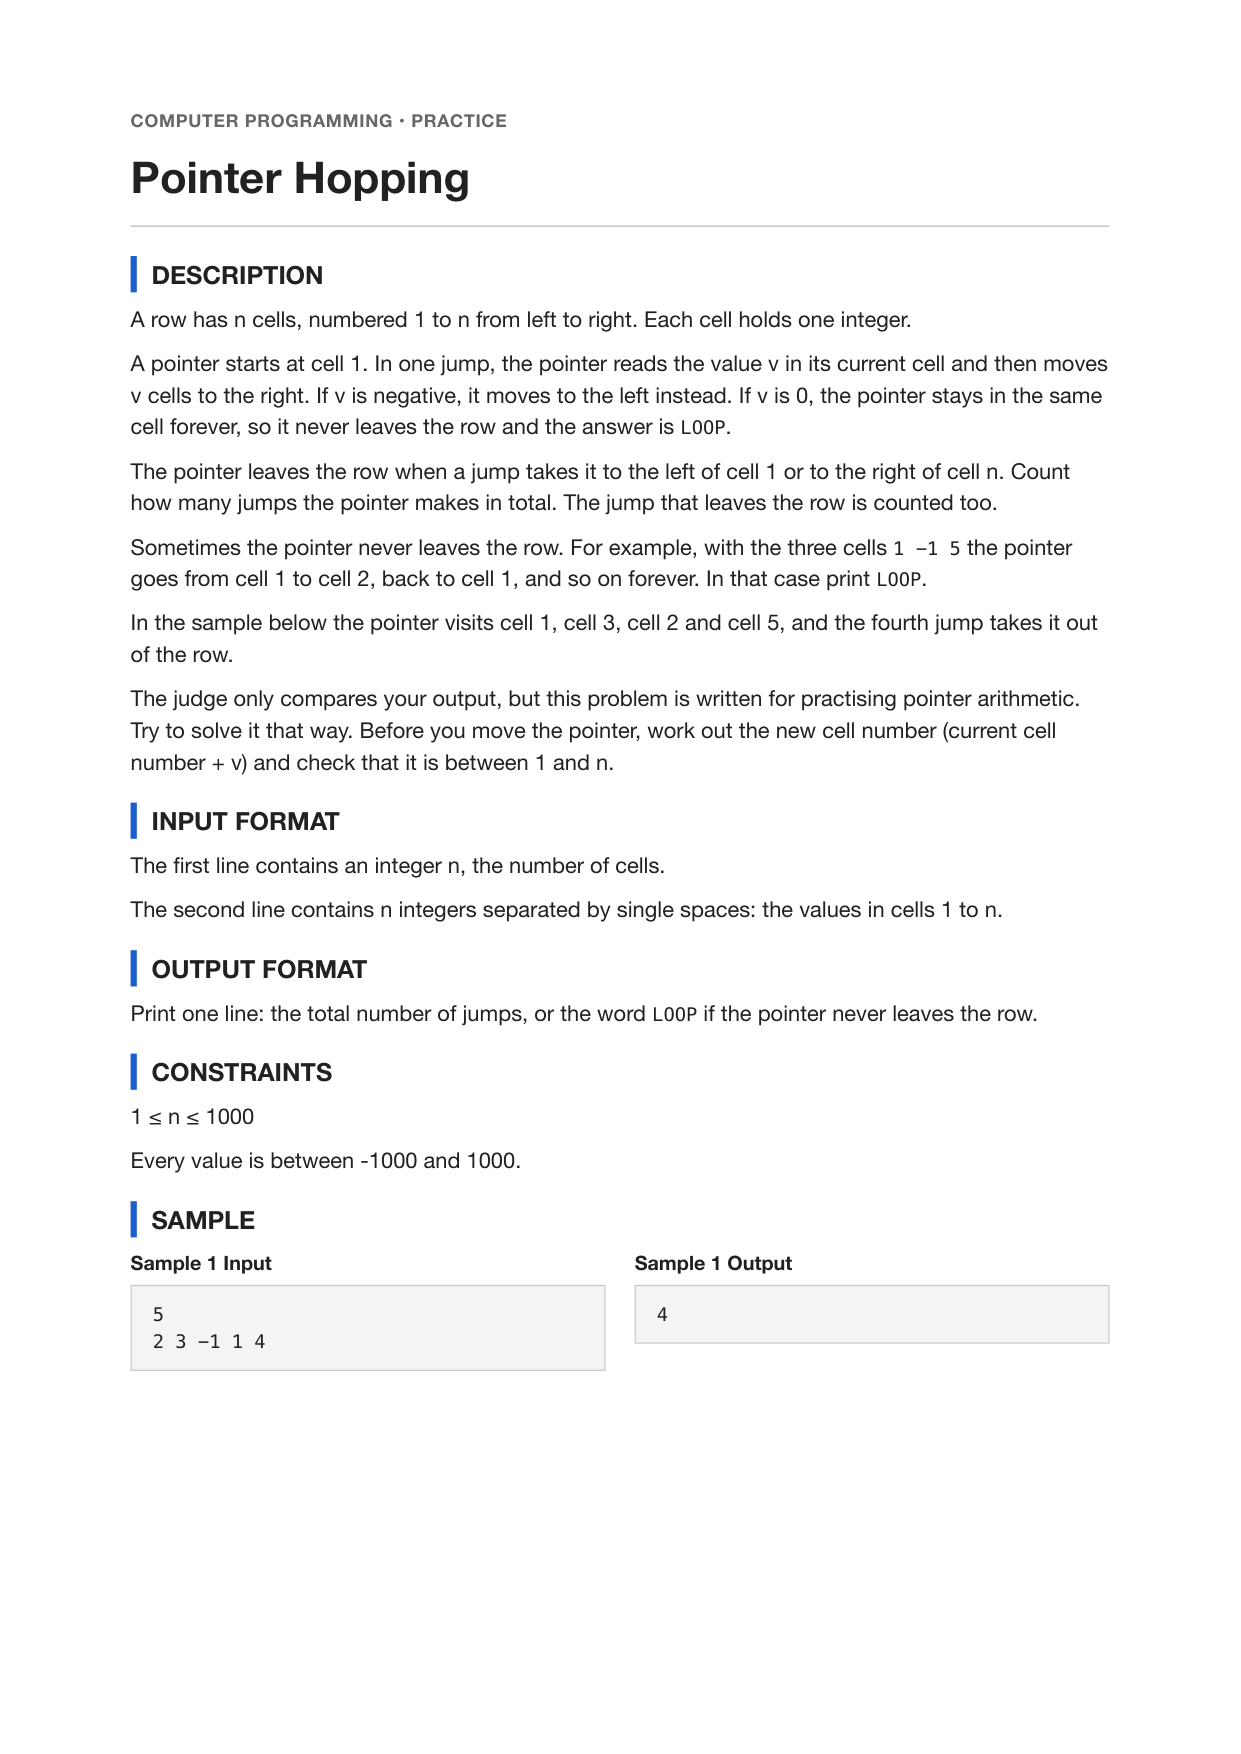 COMPUTER PROGRAMMING • PRACTICE
Pointer Hopping
DESCRIPTION
A row has n cells, numbered 1 to n from left to right. Each cell holds one integer.
A pointer starts at cell 1. In one jump, the pointer reads the value v in its current cell and then moves
v cells to the right. If v is negative, it moves to the left instead. If v is 0, the pointer stays in the same
cell forever, so it never leaves the row and the answer is LOOP.
The pointer leaves the row when a jump takes it to the left of cell 1 or to the right of cell n. Count
how many jumps the pointer makes in total. The jump that leaves the row is counted too.
Sometimes the pointer never leaves the row. For example, with the three cells 1 −1 5 the pointer
goes from cell 1 to cell 2, back to cell 1, and so on forever. In that case print LOOP.
In the sample below the pointer visits cell 1, cell 3, cell 2 and cell 5, and the fourth jump takes it out
of the row.
The judge only compares your output, but this problem is written for practising pointer arithmetic.
Try to solve it that way. Before you move the pointer, work out the new cell number (current cell
number + v) and check that it is between 1 and n.
INPUT FORMAT
The first line contains an integer n, the number of cells.
The second line contains n integers separated by single spaces: the values in cells 1 to n.
OUTPUT FORMAT
Print one line: the total number of jumps, or the word LOOP if the pointer never leaves the row.
CONSTRAINTS
1 ≤ n ≤ 1000
Every value is between -1000 and 1000.
SAMPLE
Sample 1 Input
5
2 3 −1 1 4
Sample 1 Output
4